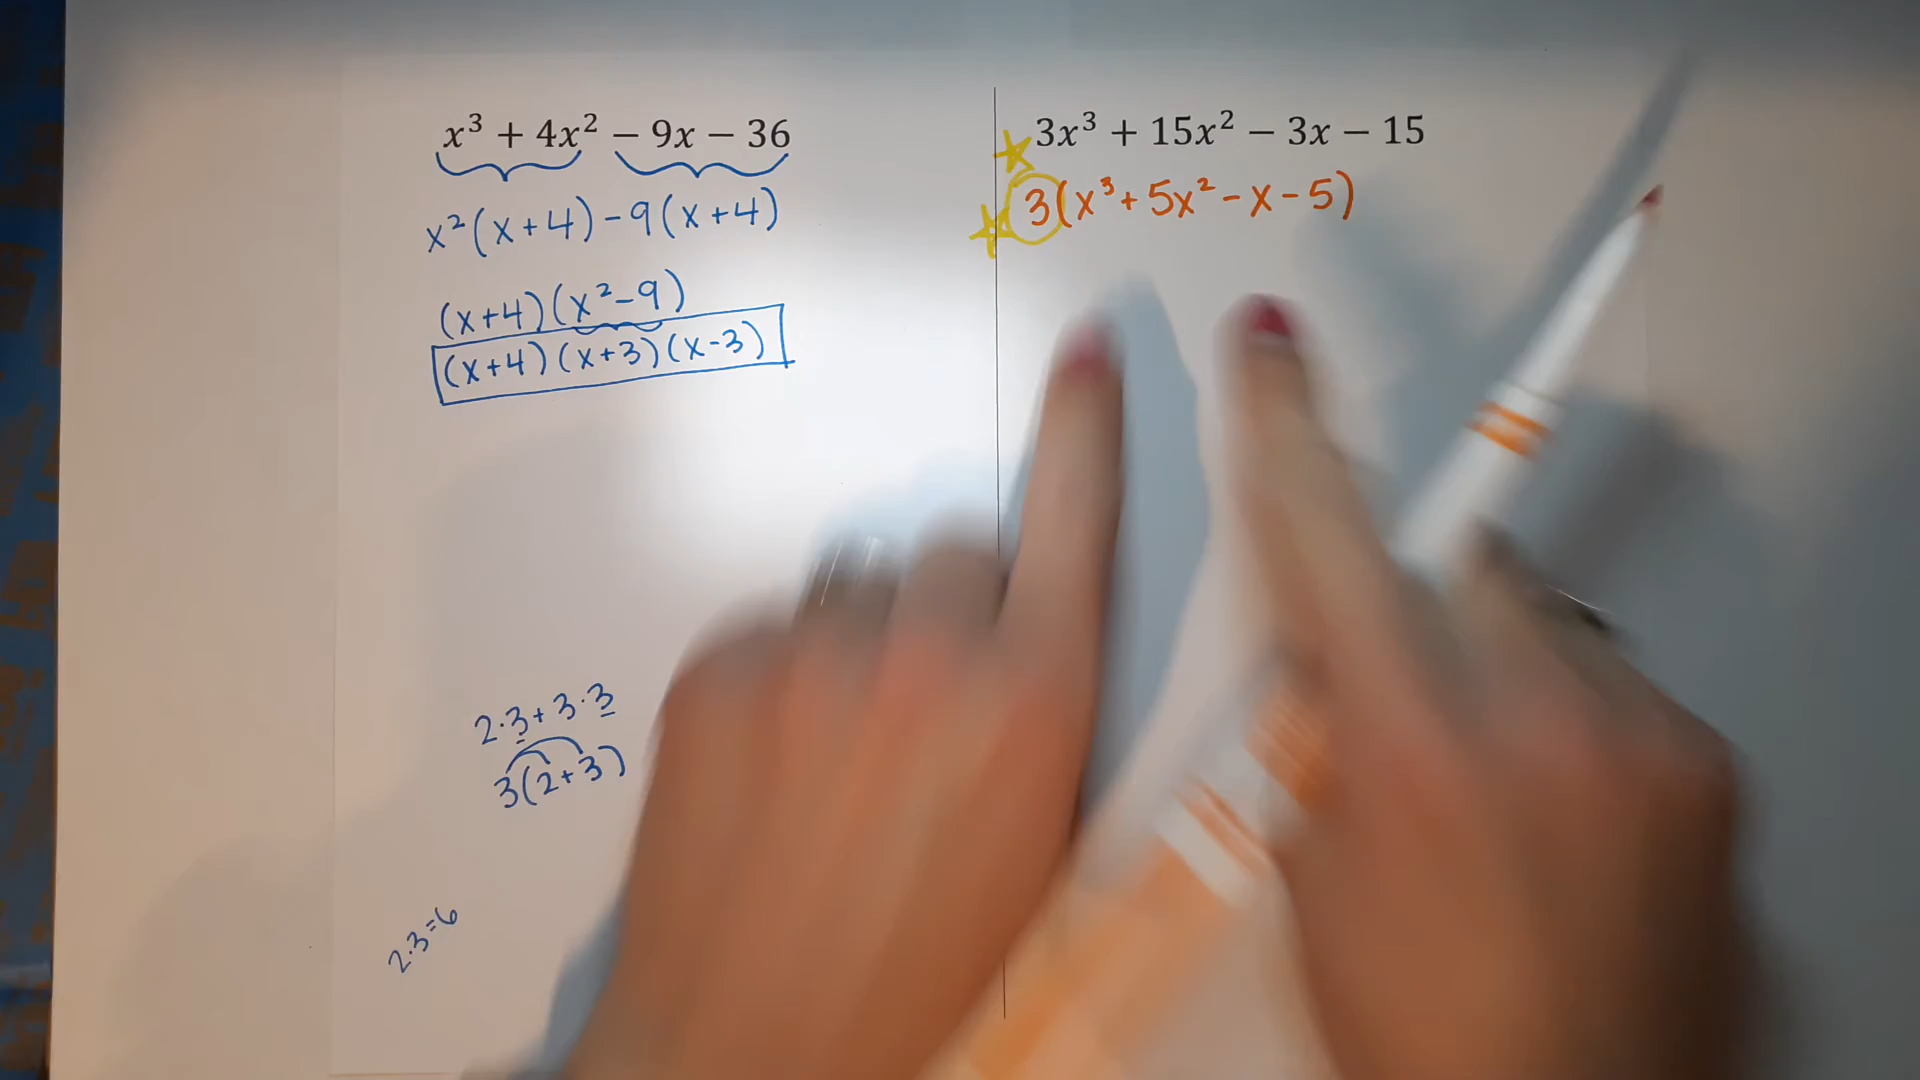 x³ + 4x² − 9x − 36
x²(x+4)−9(x+4)
(x+4)(x²−9)
(x+4)(x+3)(x−3)
2·3+3·3
3(2+3)
2·3=6
3x³ + 15x² − 3x − 15
3(x³+5x²−x−5)